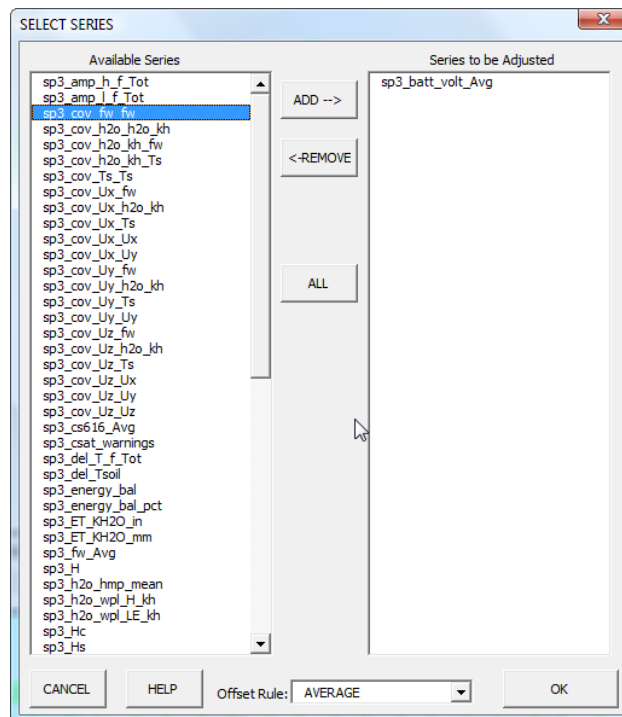 SELECT SERIES
Available Series
sp3_amp_h_f_Tot
sp3_amp_l_f_Tot
sp3_cov_fw_fw
sp3_cov_h2o_h2o_kh
sp3_cov_h2o_kh_fw
sp3_cov_h2o_kh_Ts
sp3_cov_Ts_Ts
sp3_cov_Ux_fw
sp3_cov_Ux_h2o_kh
sp3_cov_Ux_Ts
sp3_cov_Ux_Ux
sp3_cov_Ux_Uy
sp3_cov_Uy_fw
sp3_cov_Uy_h2o_kh
sp3_cov_Uy_Ts
sp3_cov_Uy_Uy
sp3_cov_Uz_fw
sp3_cov_Uz_h2o_kh
sp3_cov_Uz_Ts
sp3_cov_Uz_Ux
sp3_cov_Uz_Uy
sp3_cov_Uz_Uz
sp3_cs616_Avg
sp3_csat_warnings
sp3_del_T_f_Tot
sp3_del_Tsoil
sp3_energy_bal
sp3_energy_bal_pct
sp3_ET_KH2O_in
sp3_ET_KH2O_mm
sp3_fw_Avg
sp3_H
sp3_h2o_hmp_mean
sp3_h2o_wpl_H_kh
sp3_h2o_wpl_LE_kh
sp3_Hc
sp3_Hs
ADD -->
<-REMOVE
ALL
Series to be Adjusted
sp3_batt_volt_Avg
CANCEL
HELP
Offset Rule: AVERAGE
OK